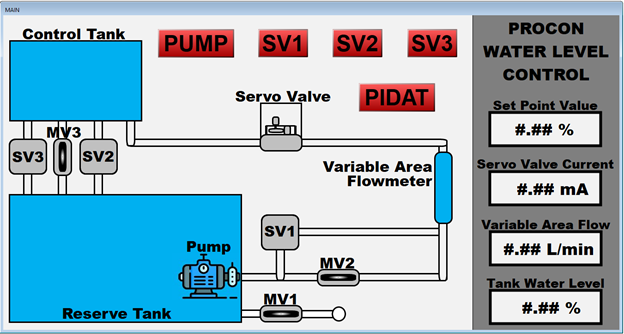 MAIN
Control Tank
PUMP
SV1
SV2
SV3
PROCON
WATER LEVEL
CONTROL
Servo Valve
PIDAT
Set Point Value
#.## %
MV3
SV3
SV2
Variable Area
Flowmeter
Servo Valve Current
#.## mA
SV1
Variable Area Flow
#.## L/min
Pump
MV2
Tank Water Level
#.## %
MV1
Reserve Tank